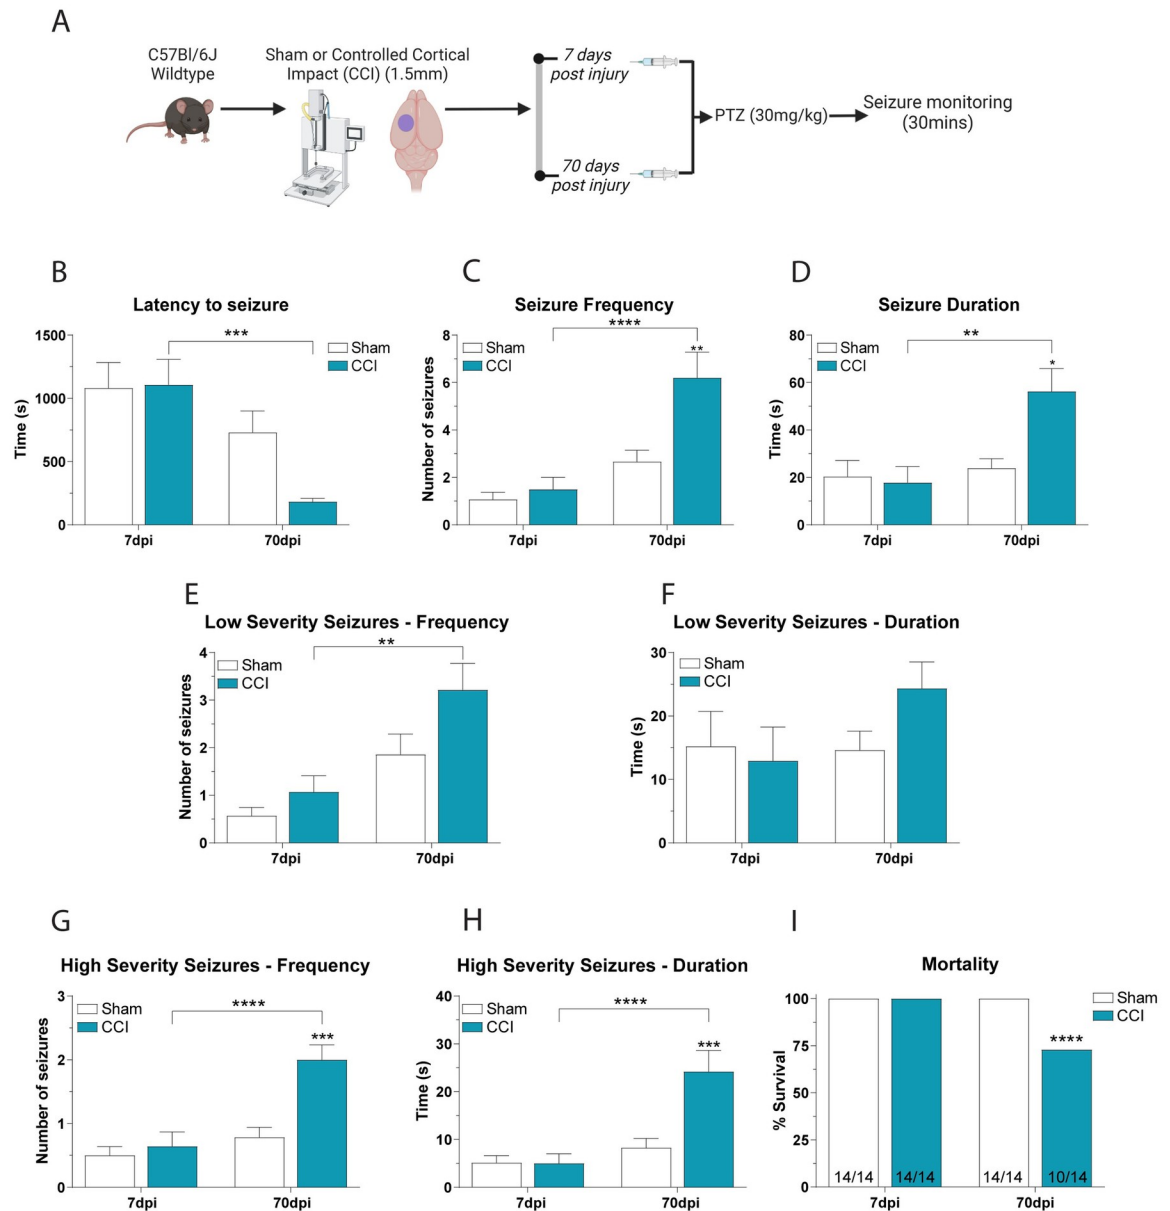 A
C57Bl/6J
Wildtype
Sham or Controlled Cortical
Impact (CCI) (1.5mm)
7 days
post injury
70 days
post injury
PTZ (30mg/kg)
Seizure monitoring
(30mins)
B
Latency to seizure
Time (s)
1500
1000
500
0
***
Sham
CCI
7dpi
70dpi
C
Seizure Frequency
Number of seizures
8
6
4
2
0
****
**
Sham
CCI
7dpi
70dpi
D
Seizure Duration
Time (s)
80
60
40
20
0
**
*
Sham
CCI
7dpi
70dpi
E
Low Severity Seizures - Frequency
Number of seizures
4
3
2
1
0
**
Sham
CCI
7dpi
70dpi
F
Low Severity Seizures - Duration
Time (s)
30
20
10
0
Sham
CCI
7dpi
70dpi
G
High Severity Seizures - Frequency
Number of seizures
3
2
1
0
****
***
Sham
CCI
7dpi
70dpi
H
High Severity Seizures - Duration
Time (s)
40
30
20
10
0
****
***
Sham
CCI
7dpi
70dpi
I
Mortality
% Survival
100
75
50
25
0
****
Sham
CCI
14/14
14/14
14/14
10/14
7dpi
70dpi